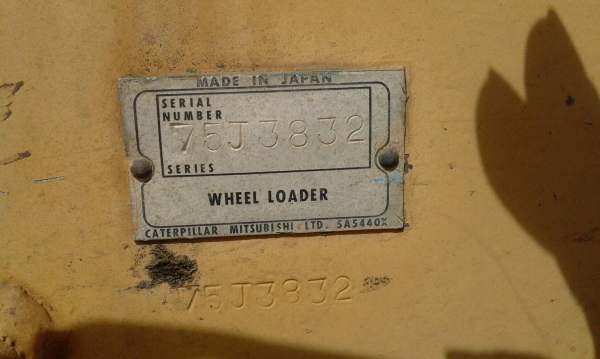 MADE IN JAPAN
SERIAL
NUMBER
75J3832
SERIES
WHEEL LOADER
CATERPILLAR MITSUBISHI LTD. 5A5440X
75J3832